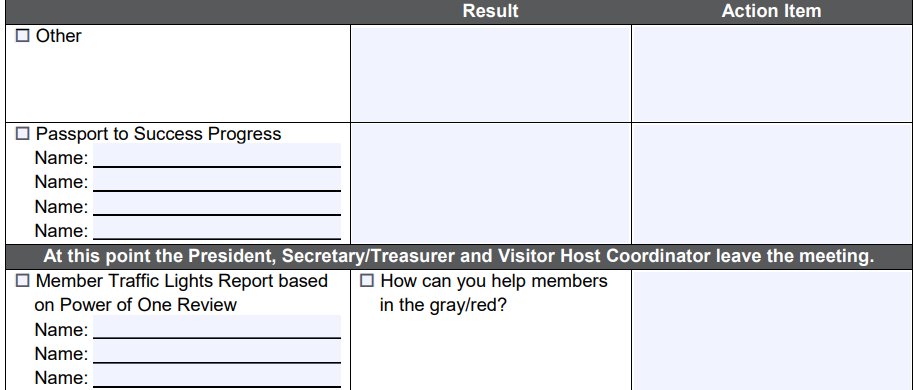 Result Action Item
Other
Passport to Success Progress
Name:
Name:
Name:
Name:
At this point the President, Secretary/Treasurer and Visitor Host Coordinator leave the meeting.
Member Traffic Lights Report based
on Power of One Review
Name:
Name:
Name:
How can you help members
in the gray/red?